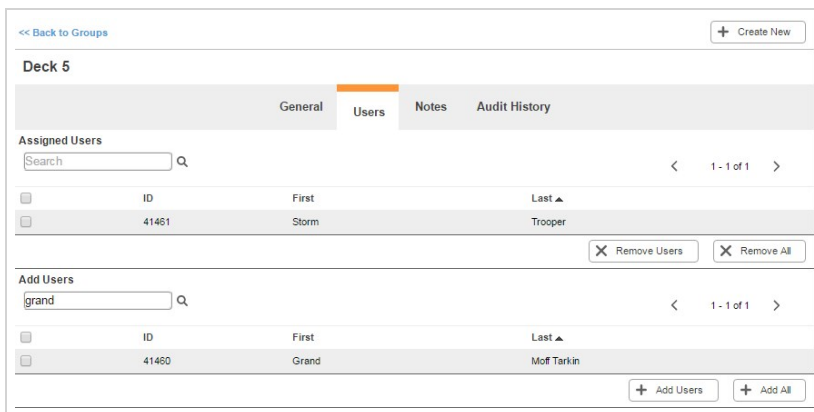 << Back to Groups
Create New
Deck 5
General Users Notes Audit History
Assigned Users
Search
1 - 1 of 1
ID First Last
41461 Storm Trooper
Remove Users Remove All
Add Users
grand
1 - 1 of 1
ID First Last
41460 Grand Moff Tarkin
Add Users Add All